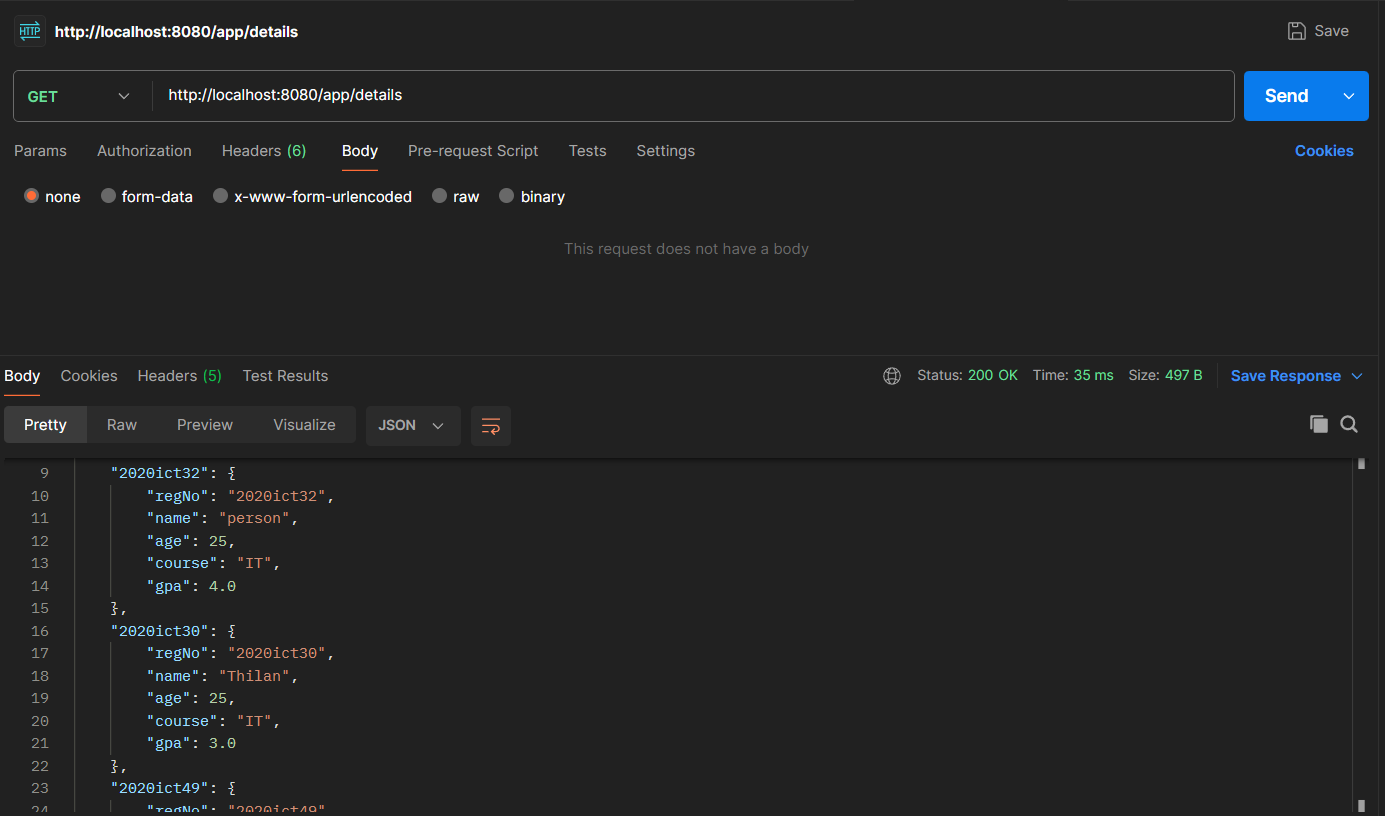 HTTP http://localhost:8080/app/details Save
GET http://localhost:8080/app/details Send
Params Authorization Headers (6) Body Pre-request Script Tests Settings Cookies
none form-data x-www-form-urlencoded raw binary
This request does not have a body
Body Cookies Headers (5) Test Results Status: 200 OK Time: 35 ms Size: 497 B Save Response
Pretty Raw Preview Visualize JSON
9 "2020ict32": {
10 "regNo": "2020ict32",
11 "name": "person",
12 "age": 25,
13 "course": "IT",
14 "gpa": 4.0
15 },
16 "2020ict30": {
17 "regNo": "2020ict30",
18 "name": "Thilan",
19 "age": 25,
20 "course": "IT",
21 "gpa": 3.0
22 },
23 "2020ict49": {
24 "regNo": "2020ict49"